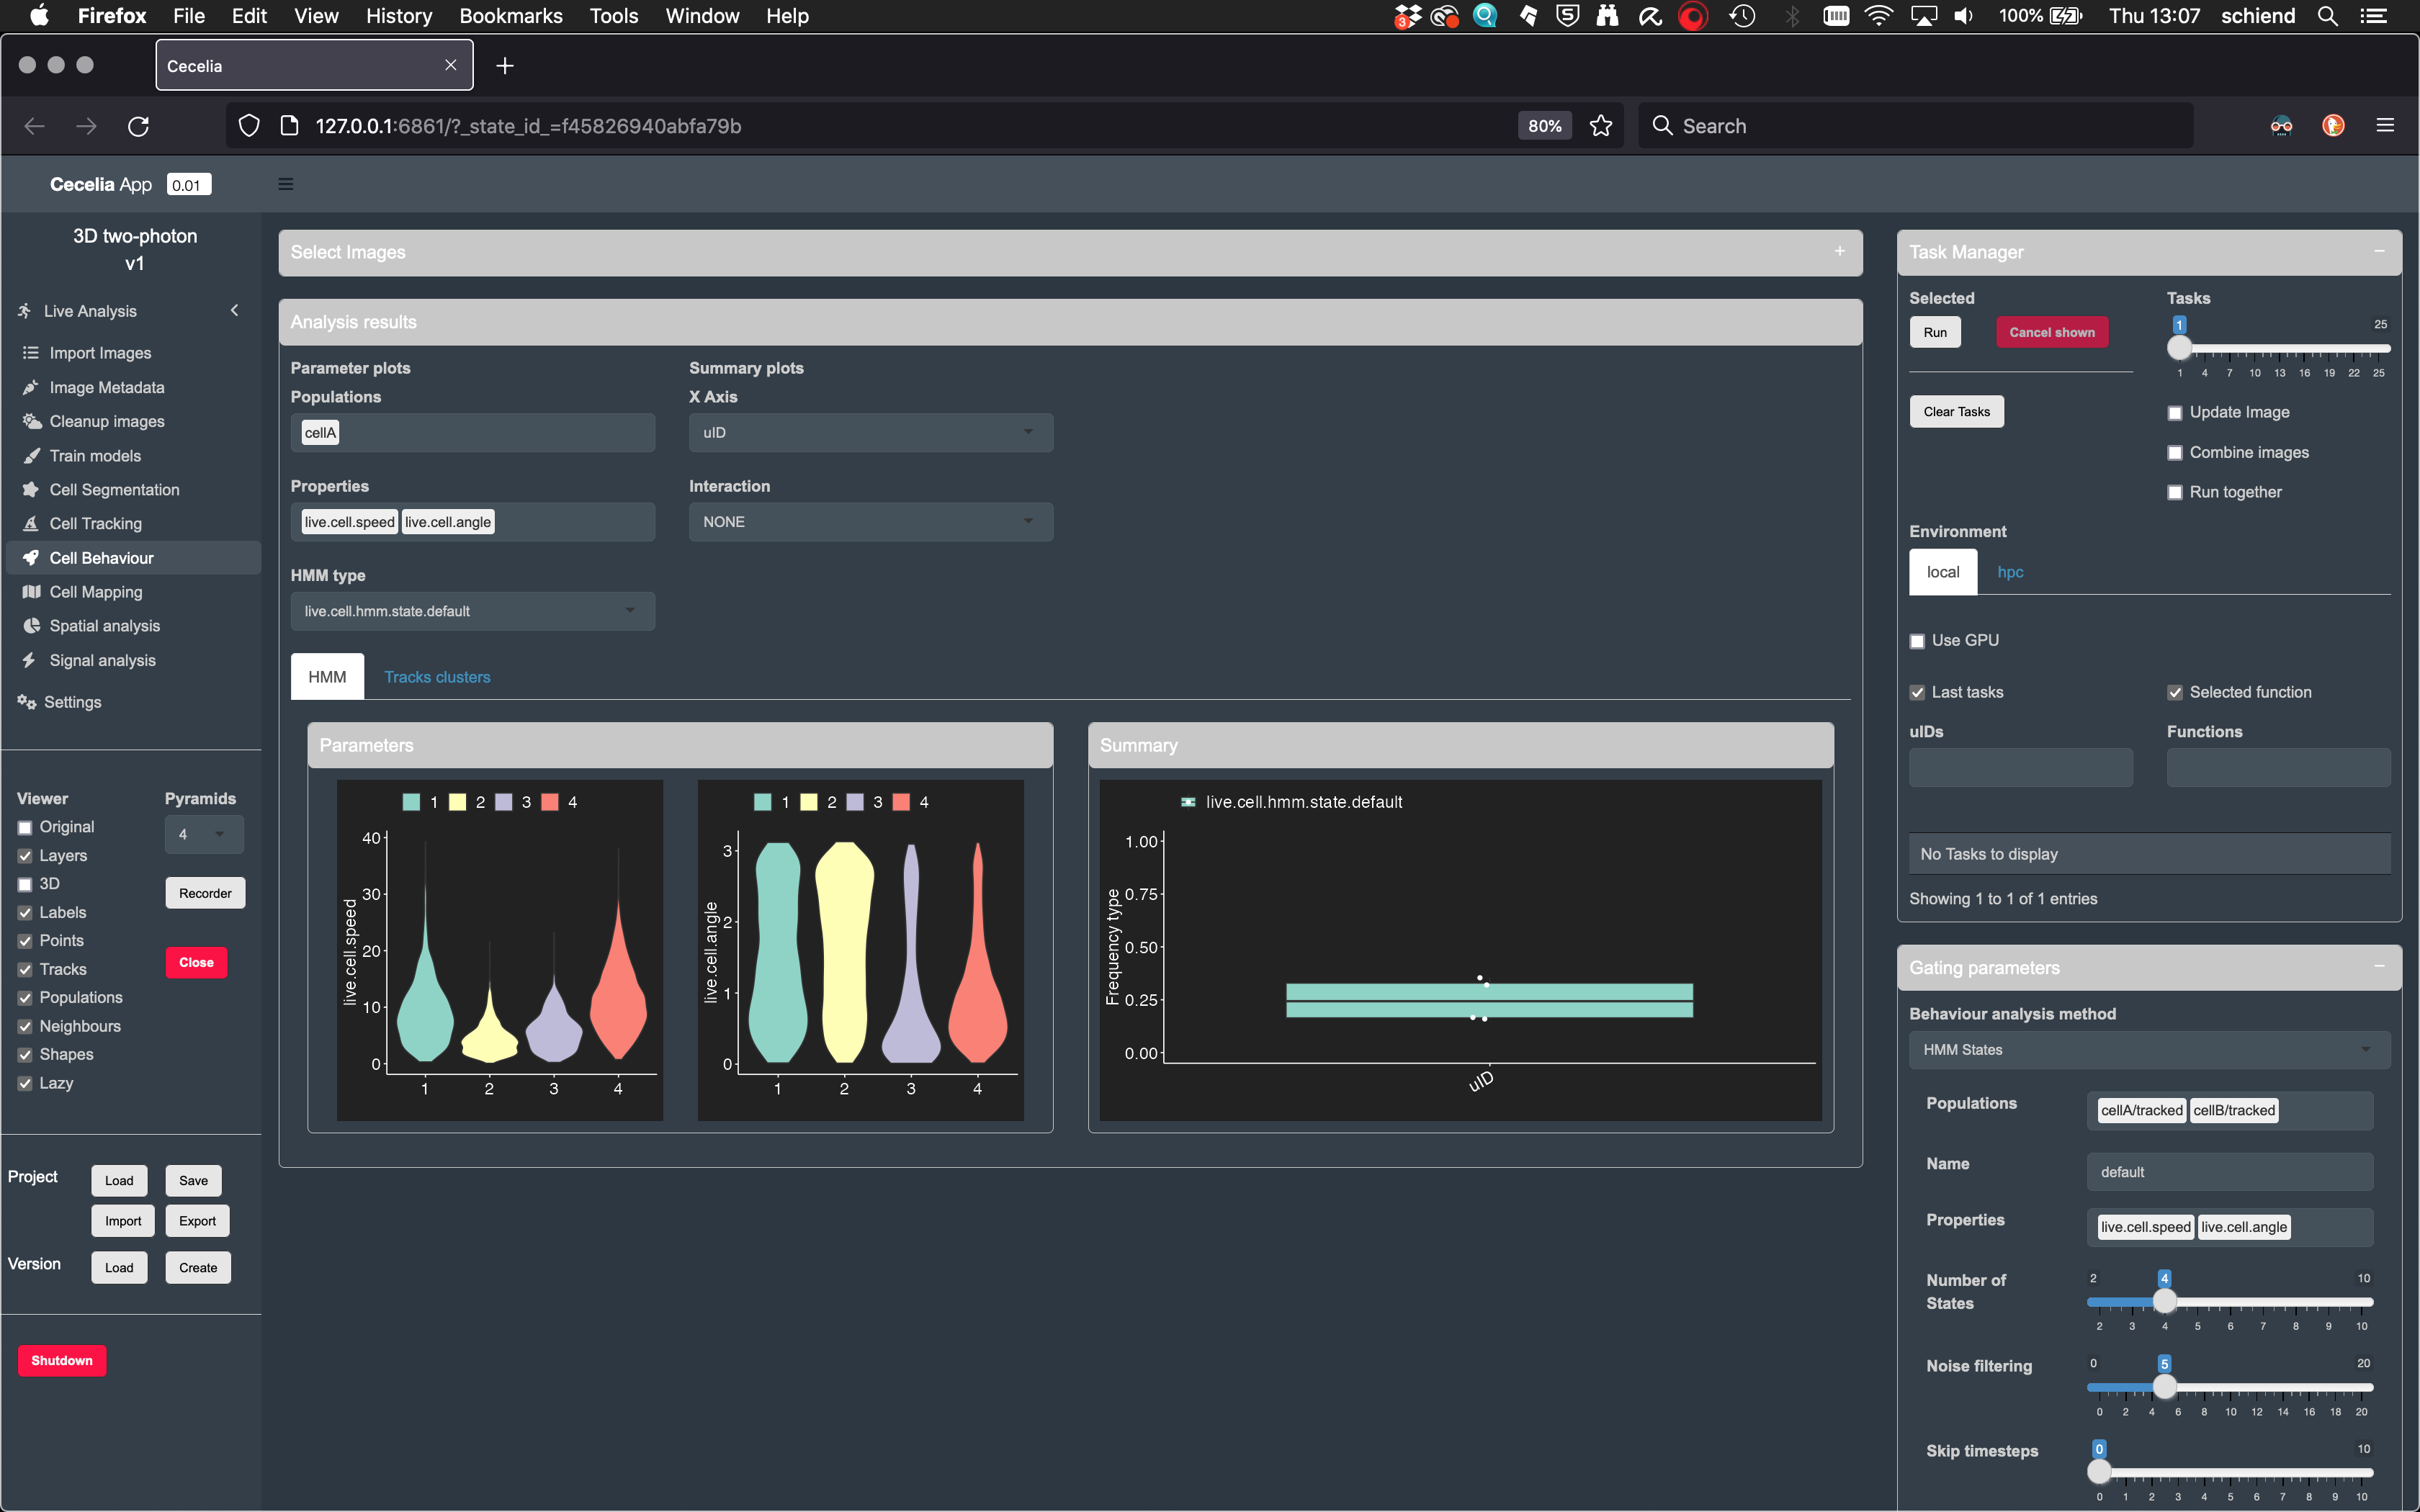 Firefox File Edit View History Bookmarks Tools Window Help
3
100%
Thu 13:07 schiend
Cecelia
127.0.0.1:6861/?_state_id_=f45826940abfa79b
80%
Search
Cecelia App 0.01
3D two-photon
v1
Live Analysis
Import Images
Image Metadata
Cleanup images
Train models
Cell Segmentation
Cell Tracking
Cell Behaviour
Cell Mapping
Spatial analysis
Signal analysis
Settings
Viewer
Original
Layers
3D
Labels
Points
Tracks
Populations
Neighbours
Shapes
Lazy
Pyramids
4
Recorder
Close
Project
Load Save
Import Export
Version
Load Create
Shutdown
Select Images
Analysis results
Parameter plots
Populations
cellA
Properties
live.cell.speed live.cell.angle
HMM type
live.cell.hmm.state.default
Summary plots
X Axis
uID
Interaction
NONE
HMM Tracks clusters
Parameters
1 2 3 4
live.cell.speed
40
30
20
10
0
1 2 3 4
1 2 3 4
live.cell.angle
3
2
1
0
1 2 3 4
Summary
live.cell.hmm.state.default
Frequency type
1.00
0.75
0.50
0.25
0.00
uID
Task Manager
Selected
Run Cancel shown
Clear Tasks
Tasks
1 25
1 4 7 10 13 16 19 22 25
Update Image
Combine images
Run together
Environment
local hpc
Use GPU
Last tasks
Selected function
uIDs
Functions
No Tasks to display
Showing 1 to 1 of 1 entries
Gating parameters
Behaviour analysis method
HMM States
Populations
cellA/tracked cellB/tracked
Name
default
Properties
live.cell.speed live.cell.angle
Number of
States
2 4 10
2 3 4 5 6 7 8 9 10
Noise filtering
0 5 20
0 2 4 6 8 10 12 14 16 18 20
Skip timesteps
0 10
0 1 2 3 4 5 6 7 8 9 10